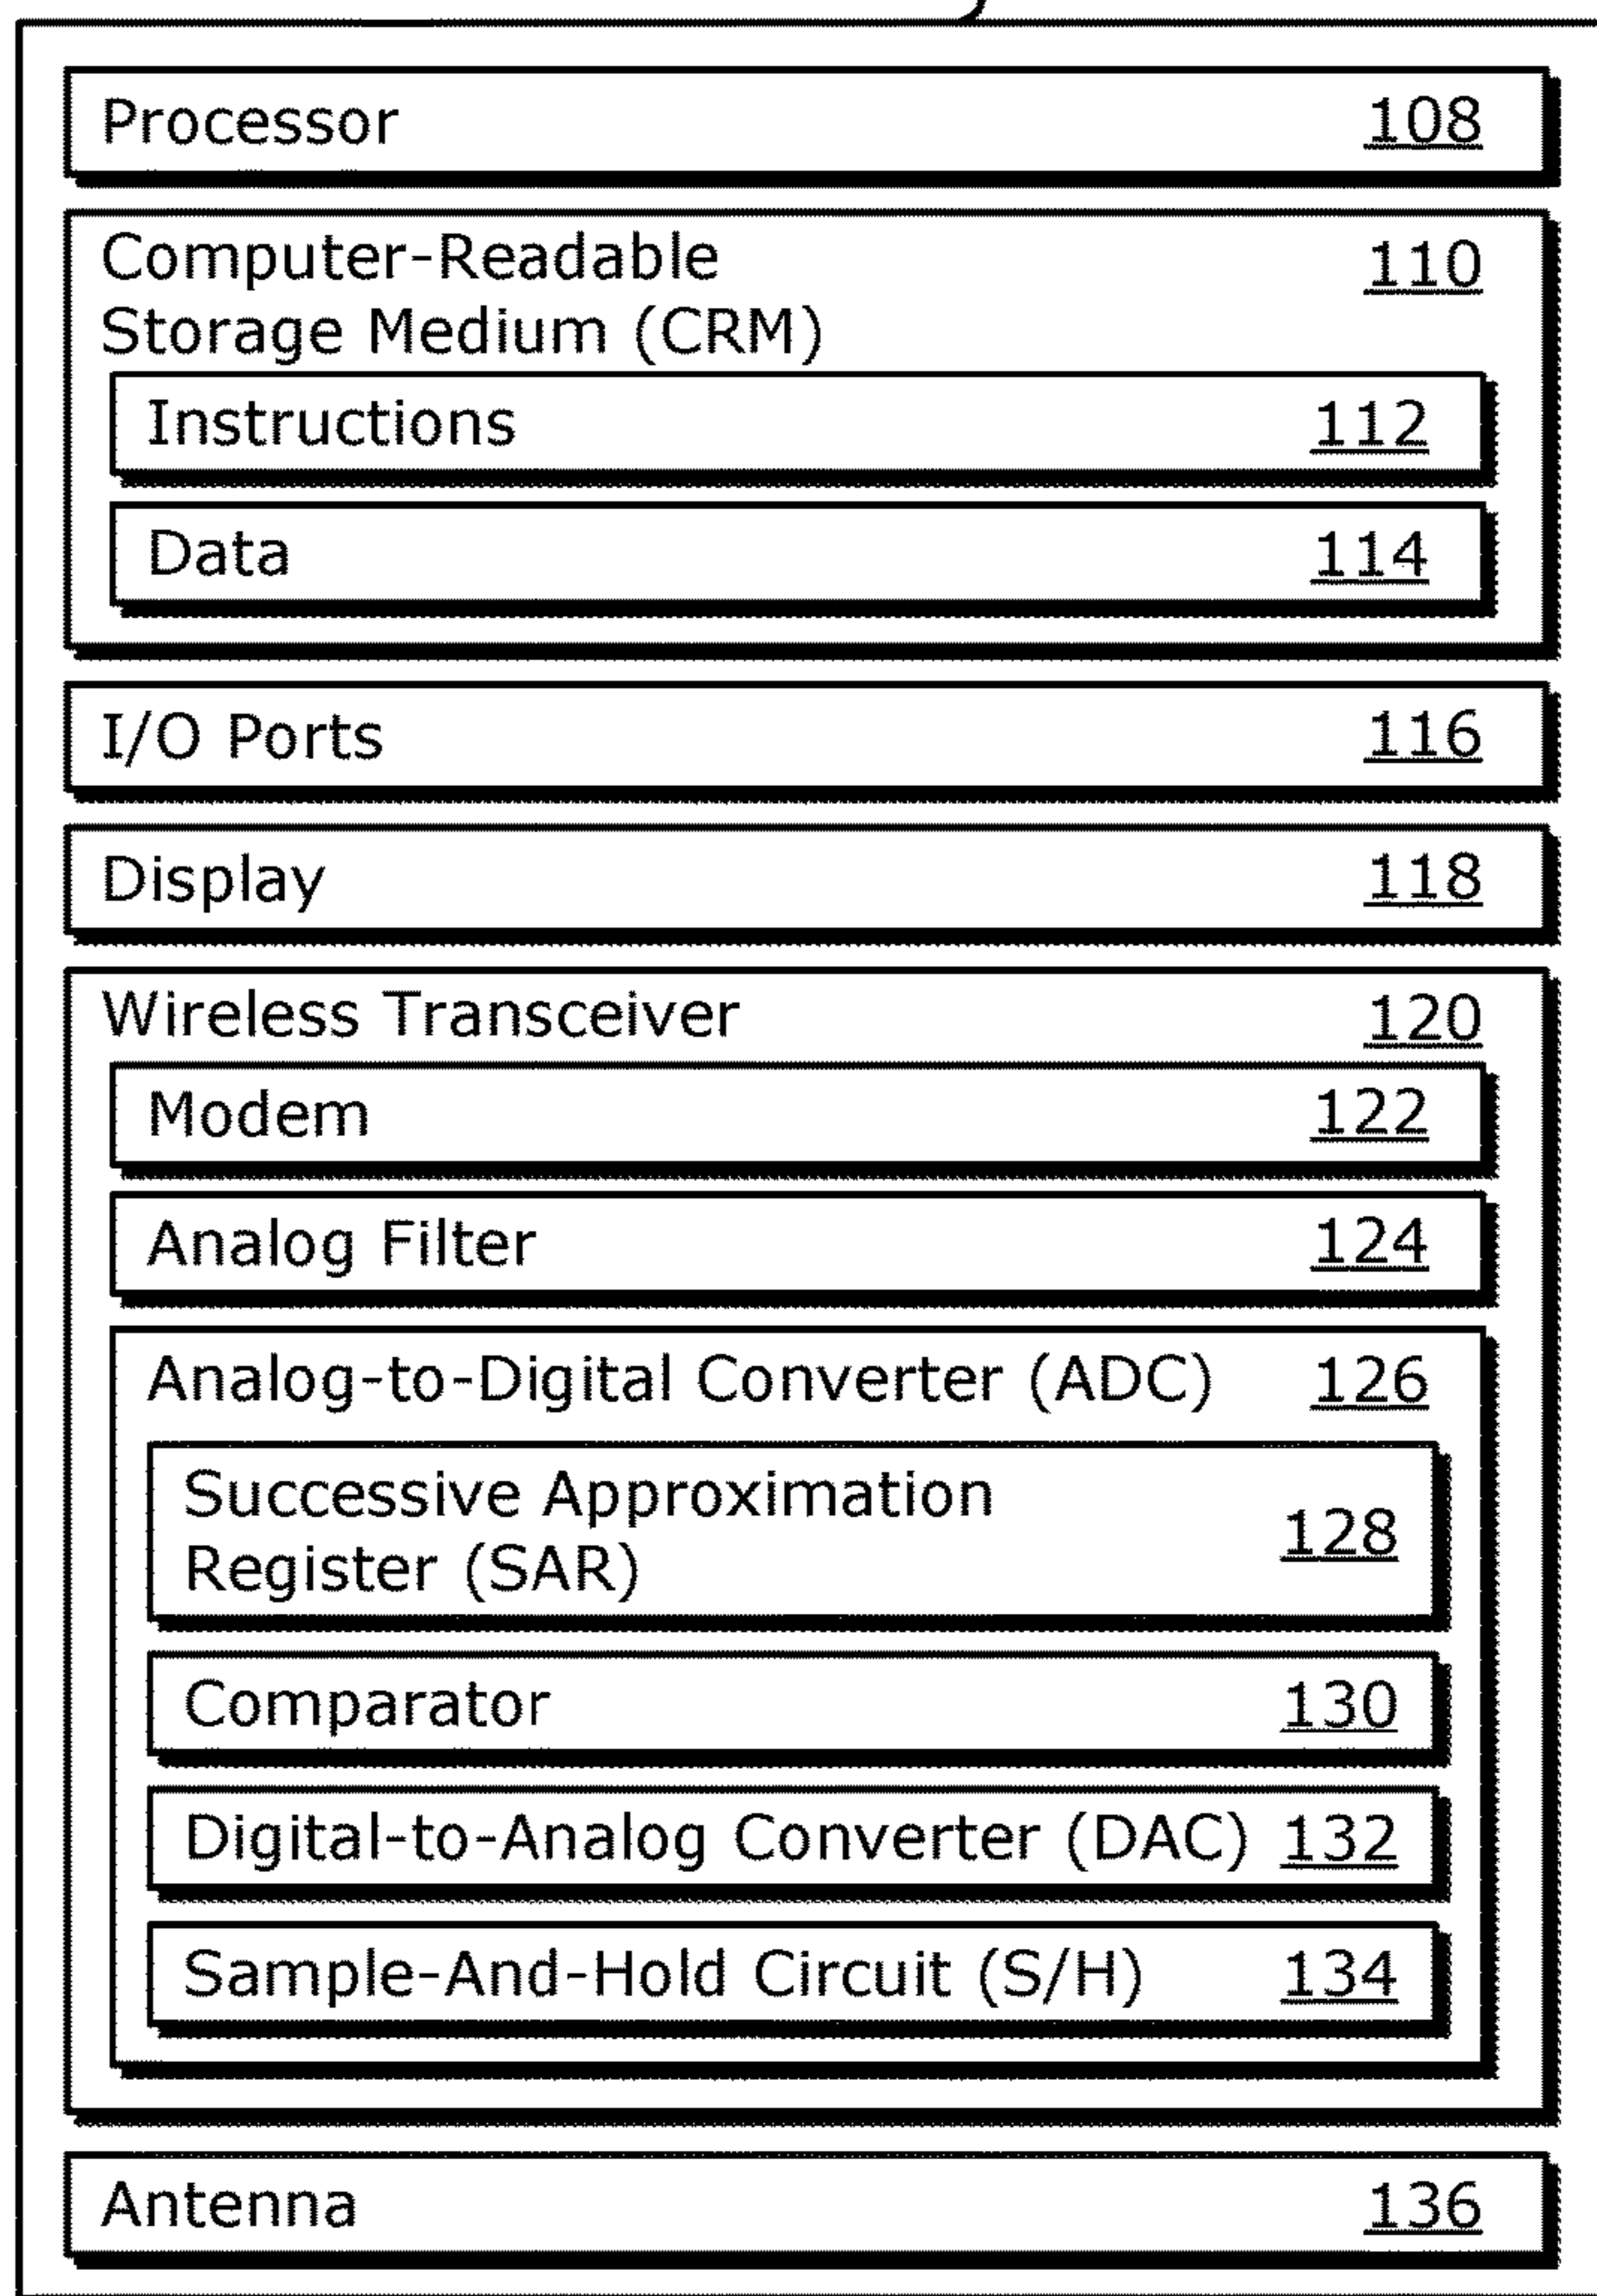 Processor 108
Computer-Readable 110
Storage Medium (CRM)
Instructions 112
Data 114
I/O Ports 116
Display 118
Wireless Transceiver 120
Modem 122
Analog Filter 124
Analog-to-Digital Converter (ADC) 126
Successive Approximation 128
Register (SAR)
Comparator 130
Digital-to-Analog Converter (DAC) 132
Sample-And-Hold Circuit (S/H) 134
Antenna 136